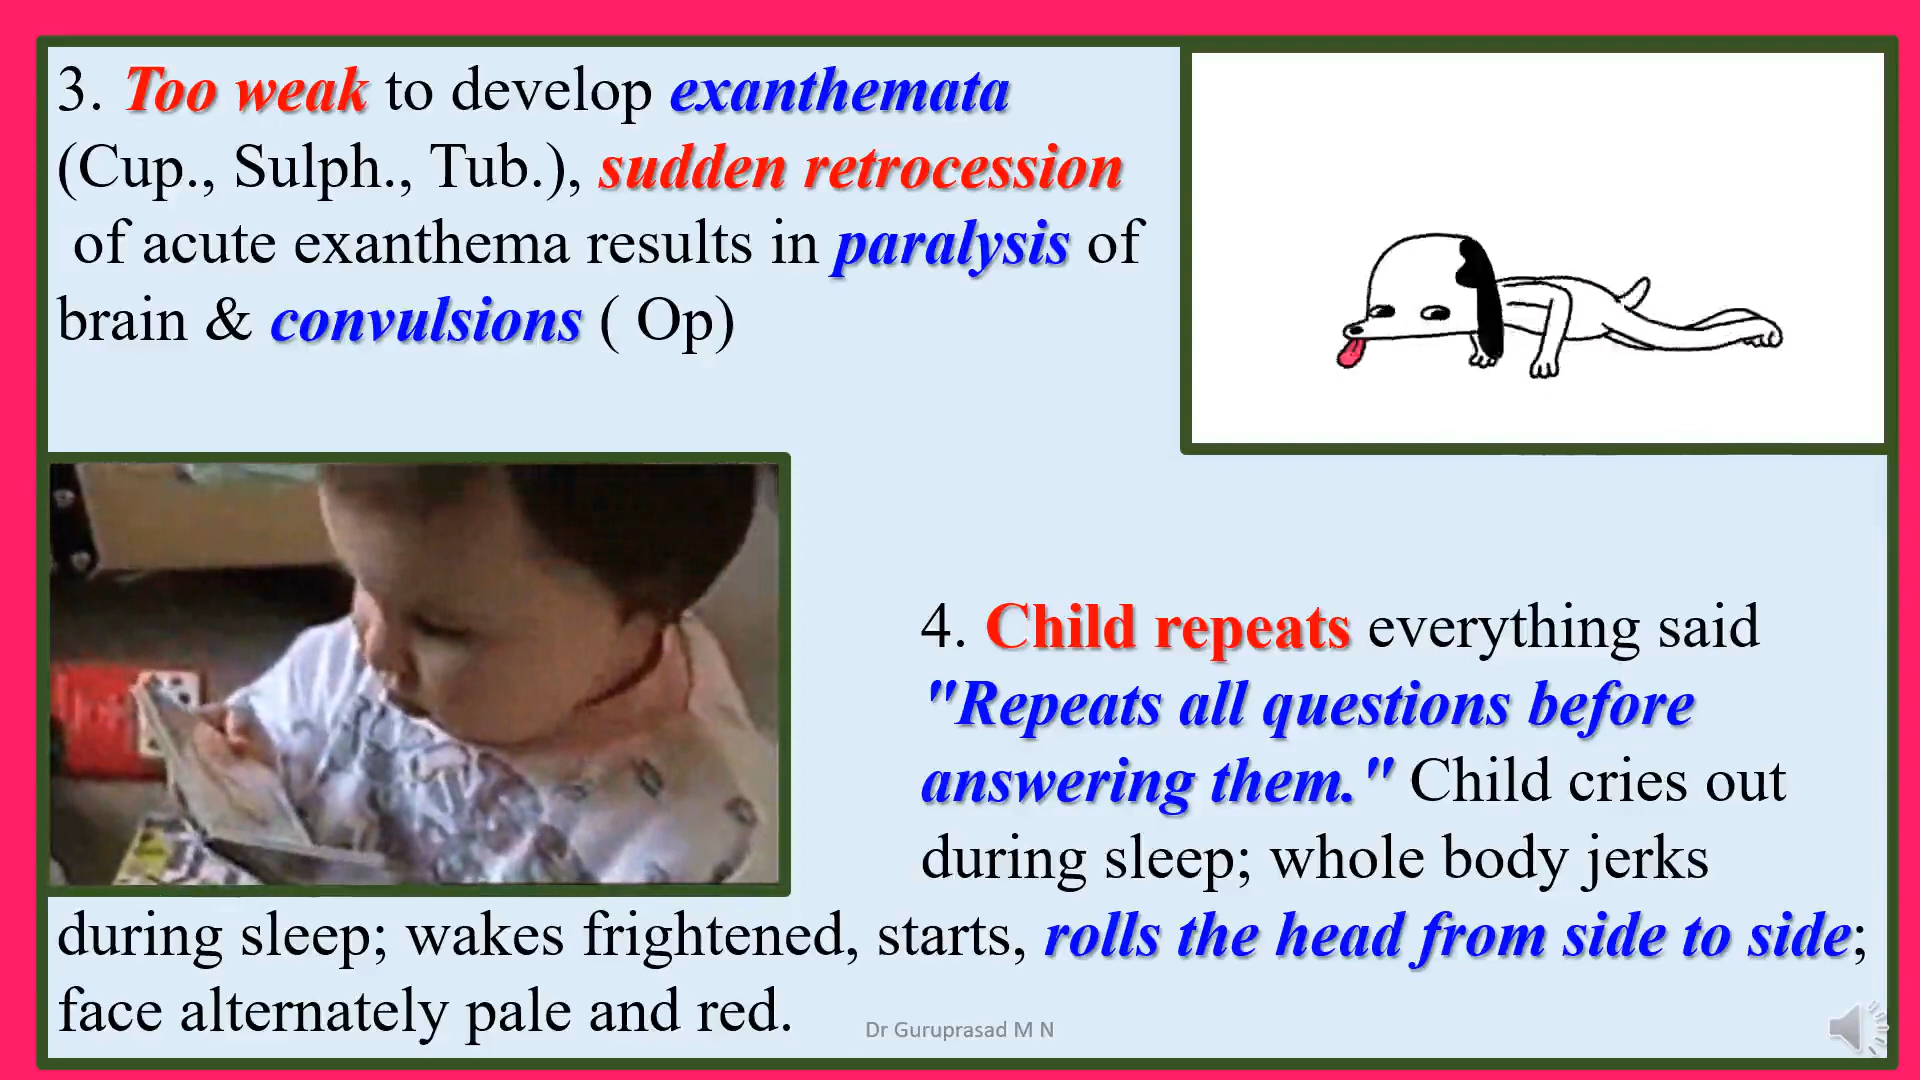 3. Too weak to develop exanthemata
(Cup., Sulph., Tub.), sudden retrocession
of acute exanthema results in paralysis of
brain & convulsions ( Op)
4. Child repeats everything said
"Repeats all questions before
answering them." Child cries out
during sleep; whole body jerks
during sleep; wakes frightened, starts, rolls the head from side to side;
face alternately pale and red.
Dr Guruprasad M N